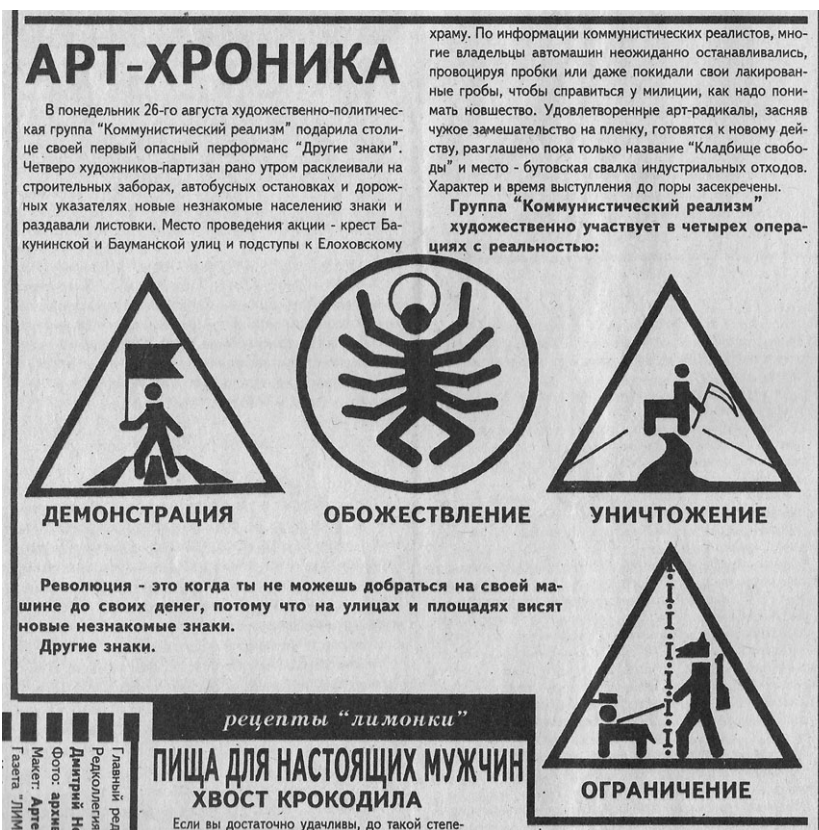 АРТ-ХРОНИКА
В понедельник 26-го августа художественно-политичес-
кая группа "Коммунистический реализм" подарила столи-
це своей первый опасный перформанс "Другие знаки".
Четверо художников-партизан рано утром расклеивали на
строительных заборах, автобусных остановках и дорож-
ных указателях новые незнакомые населению знаки и
раздавали листовки. Место проведения акции - крест Ба-
кунинской и Бауманской улиц и подступы к Елоховскому
храму. По информации коммунистических реалистов, мно-
гие владельцы автомашин неожиданно останавливались,
провоцируя пробки или даже покидали свои лакирован-
ные гробы, чтобы справиться у милиции, как надо пони-
мать новшество. Удовлетворенные арт-радикалы, засняв
чужое замешательство на пленку, готовятся к новому дей-
ству, разглашено пока только название "Кладбище свобо-
ды" и место - бутовская свалка индустриальных отходов.
Характер и время выступления до поры засекречены.
Группа "Коммунистический реализм"
художественно участвует в четырех опера-
циях с реальностью:
ДЕМОНСТРАЦИЯ
ОБОЖЕСТВЛЕНИЕ
УНИЧТОЖЕНИЕ
ОГРАНИЧЕНИЕ
Революция - это когда ты не можешь добраться на своей ма-
шине до своих денег, потому что на улицах и площадях висят
новые незнакомые знаки.
Другие знаки.
рецепты "лимонки"
ПИЩА ДЛЯ НАСТОЯЩИХ МУЖЧИН
ХВОСТ КРОКОДИЛА
Если вы достаточно удачливы, до такой степе-
Главный ред
Редколлегия
Дмитрий Не
Фото: архив
Макет: Арте
Газета "ЛИМ